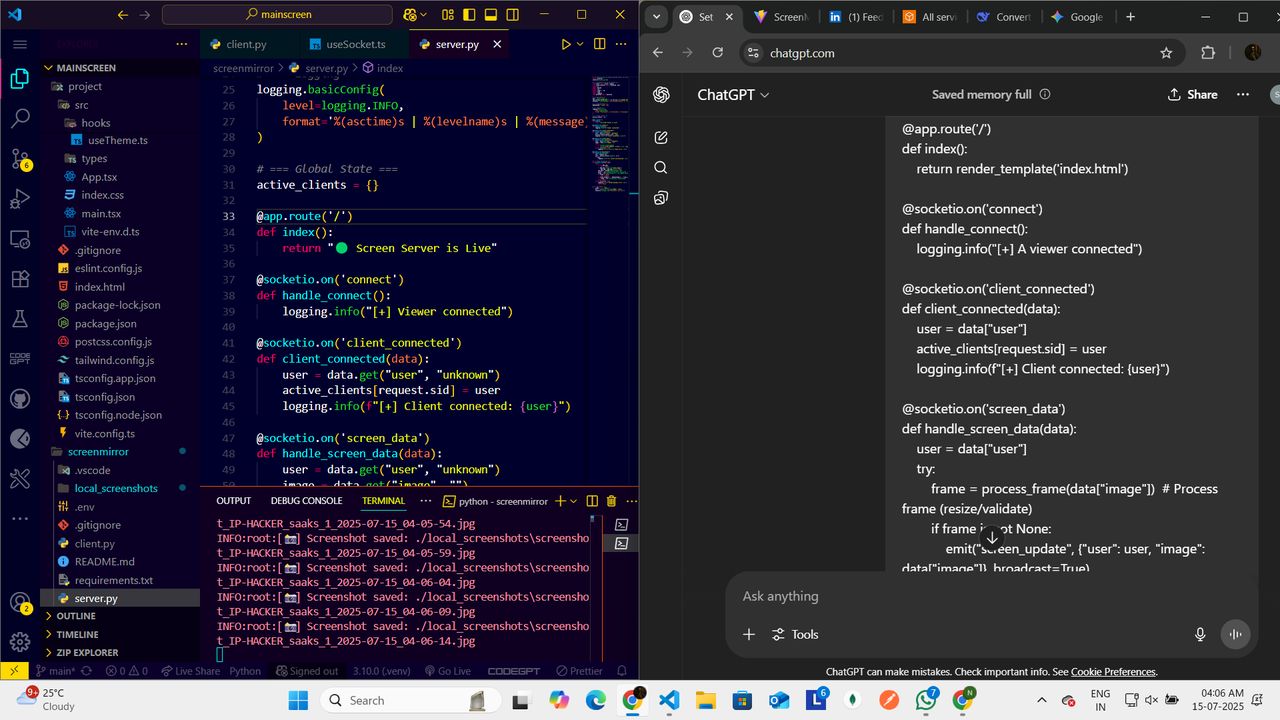 mainscreen
client.py
useSocket.ts
server.py
screenmirror > server.py > index
MAINSCREEN
project
src
hooks
useTheme.ts
types
App.tsx
index.css
main.tsx
vite-env.d.ts
.gitignore
eslint.config.js
index.html
package-lock.json
package.json
postcss.config.js
tailwind.config.js
tsconfig.app.json
tsconfig.json
tsconfig.node.json
vite.config.ts
screenmirror
.vscode
local_screenshots
.env
.gitignore
client.py
README.md
requirements.txt
server.py
OUTLINE
TIMELINE
ZIP EXPLORER
25 logging.basicConfig(
26 level=logging.INFO,
27 format='%(asctime)s | %(levelname)s | %(message)
28 )
29
30 # === Global State ===
31 active_clients = {}
32
33 @app.route('/')
34 def index():
35 return "🟢 Screen Server is Live"
36
37 @socketio.on('connect')
38 def handle_connect():
39 logging.info("[+] Viewer connected")
40
41 @socketio.on('client_connected')
42 def client_connected(data):
43 user = data.get("user", "unknown")
44 active_clients[request.sid] = user
45 logging.info(f"[+] Client connected: {user}")
46
47 @socketio.on('screen_data')
48 def handle_screen_data(data):
49 user = data.get("user", "unknown")
image = data.get("image", "")
OUTPUT DEBUG CONSOLE TERMINAL ··· python - screenmirror
t_IP-HACKER_saaks_1_2025-07-15_04-05-54.jpg
INFO:root:[📸] Screenshot saved: ./local_screenshots\screensho
t_IP-HACKER_saaks_1_2025-07-15_04-05-59.jpg
INFO:root:[📸] Screenshot saved: ./local_screenshots\screensho
t_IP-HACKER_saaks_1_2025-07-15_04-06-04.jpg
INFO:root:[📸] Screenshot saved: ./local_screenshots\screensho
t_IP-HACKER_saaks_1_2025-07-15_04-06-09.jpg
INFO:root:[📸] Screenshot saved: ./local_screenshots\screensho
t_IP-HACKER_saaks_1_2025-07-15_04-06-14.jpg
main* 0 0 Live Share Python Signed out 3.10.0 (.venv) Go Live CODEGPT Prettier
Set ScreenM (1) Feed All servi Convert Google
chatgpt.com
ChatGPT Saved memory full Share
@app.route('/')
def index():
return render_template('index.html')
@socketio.on('connect')
def handle_connect():
logging.info("[+] A viewer connected")
@socketio.on('client_connected')
def client_connected(data):
user = data["user"]
active_clients[request.sid] = user
logging.info(f"[+] Client connected: {user}")
@socketio.on('screen_data')
def handle_screen_data(data):
user = data["user"]
try:
frame = process_frame(data["image"]) # Process
frame (resize/validate)
if frame is not None:
emit("screen_update", {"user": user, "image":
data["image"]}, broadcast=True)
Ask anything
Tools
ChatGPT can make mistakes. Check important info. See Cookie Preferences.
9+
25°C
Cloudy
Search
ENG
IN
04:06 AM
15-07-2025